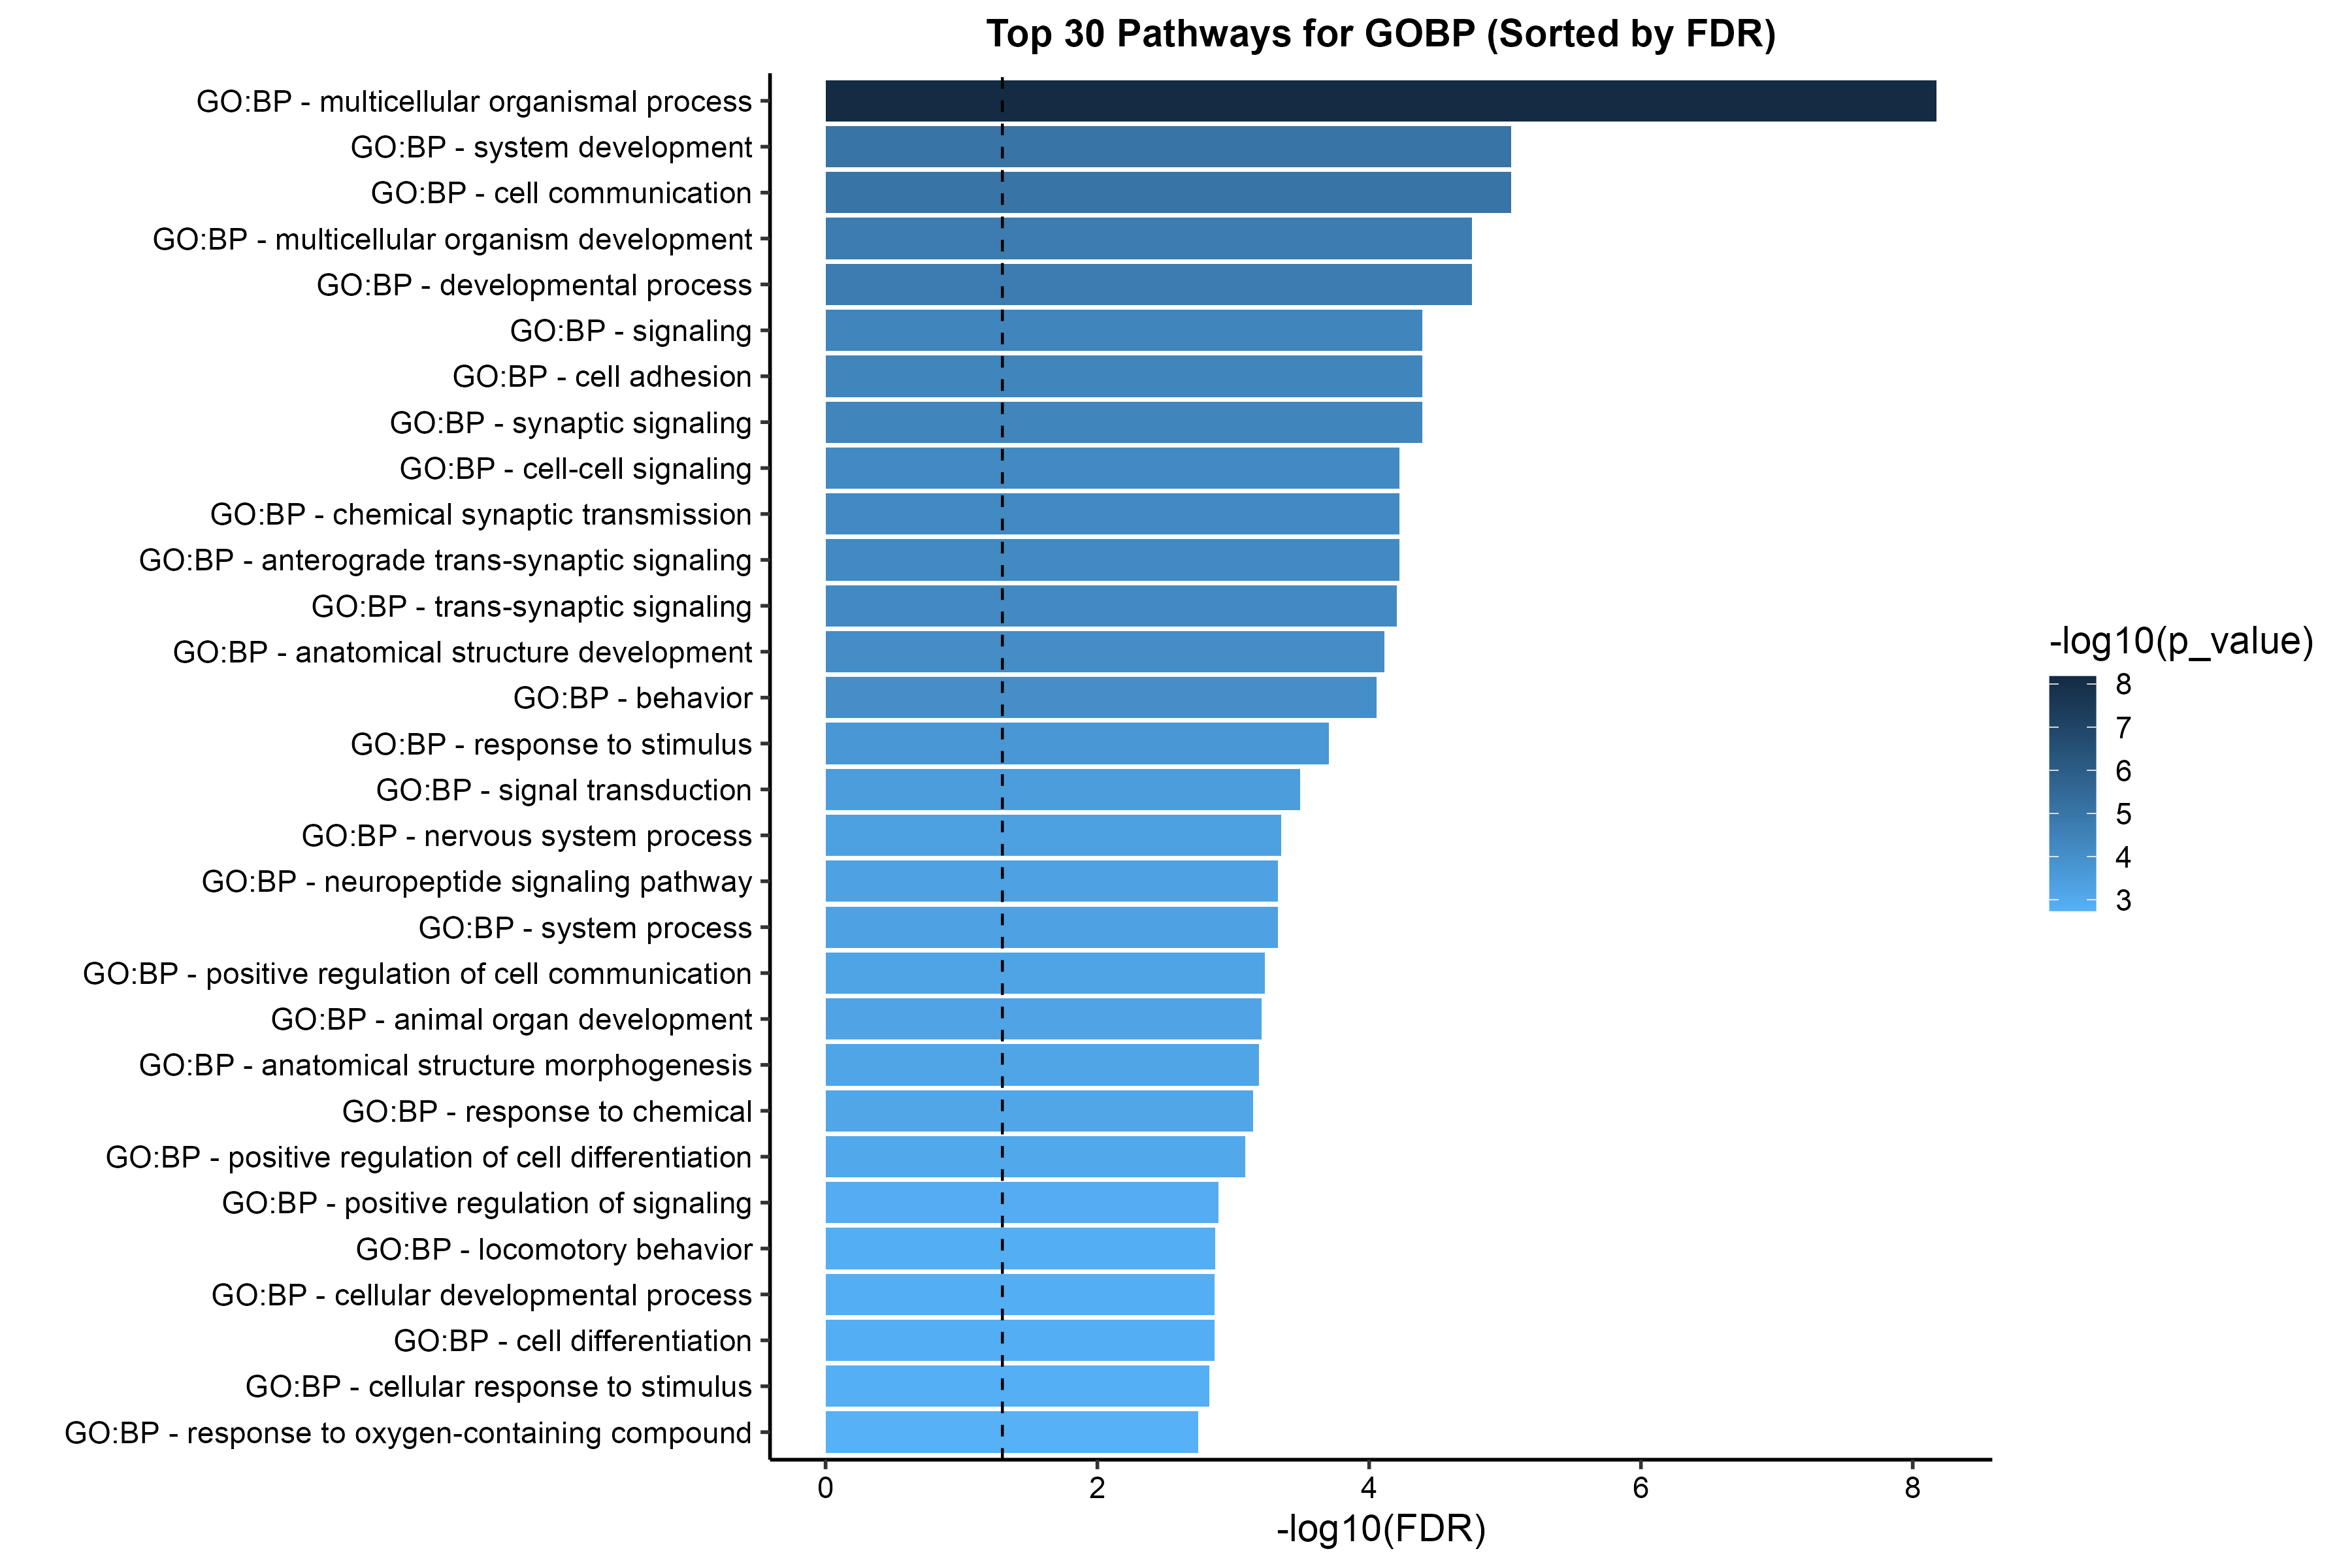 Top 30 Pathways for GOBP (Sorted by FDR)
GO:BP - multicellular organismal process
GO:BP - system development
GO:BP - cell communication
GO:BP - multicellular organism development
GO:BP - developmental process
GO:BP - signaling
GO:BP - cell adhesion
GO:BP - synaptic signaling
GO:BP - cell-cell signaling
GO:BP - chemical synaptic transmission
GO:BP - anterograde trans-synaptic signaling
GO:BP - trans-synaptic signaling
GO:BP - anatomical structure development
GO:BP - behavior
GO:BP - response to stimulus
GO:BP - signal transduction
GO:BP - nervous system process
GO:BP - neuropeptide signaling pathway
GO:BP - system process
GO:BP - positive regulation of cell communication
GO:BP - animal organ development
GO:BP - anatomical structure morphogenesis
GO:BP - response to chemical
GO:BP - positive regulation of cell differentiation
GO:BP - positive regulation of signaling
GO:BP - locomotory behavior
GO:BP - cellular developmental process
GO:BP - cell differentiation
GO:BP - cellular response to stimulus
GO:BP - response to oxygen-containing compound
0 2 4 6 8
-log10(FDR)
-log10(p_value)
8
7
6
5
4
3